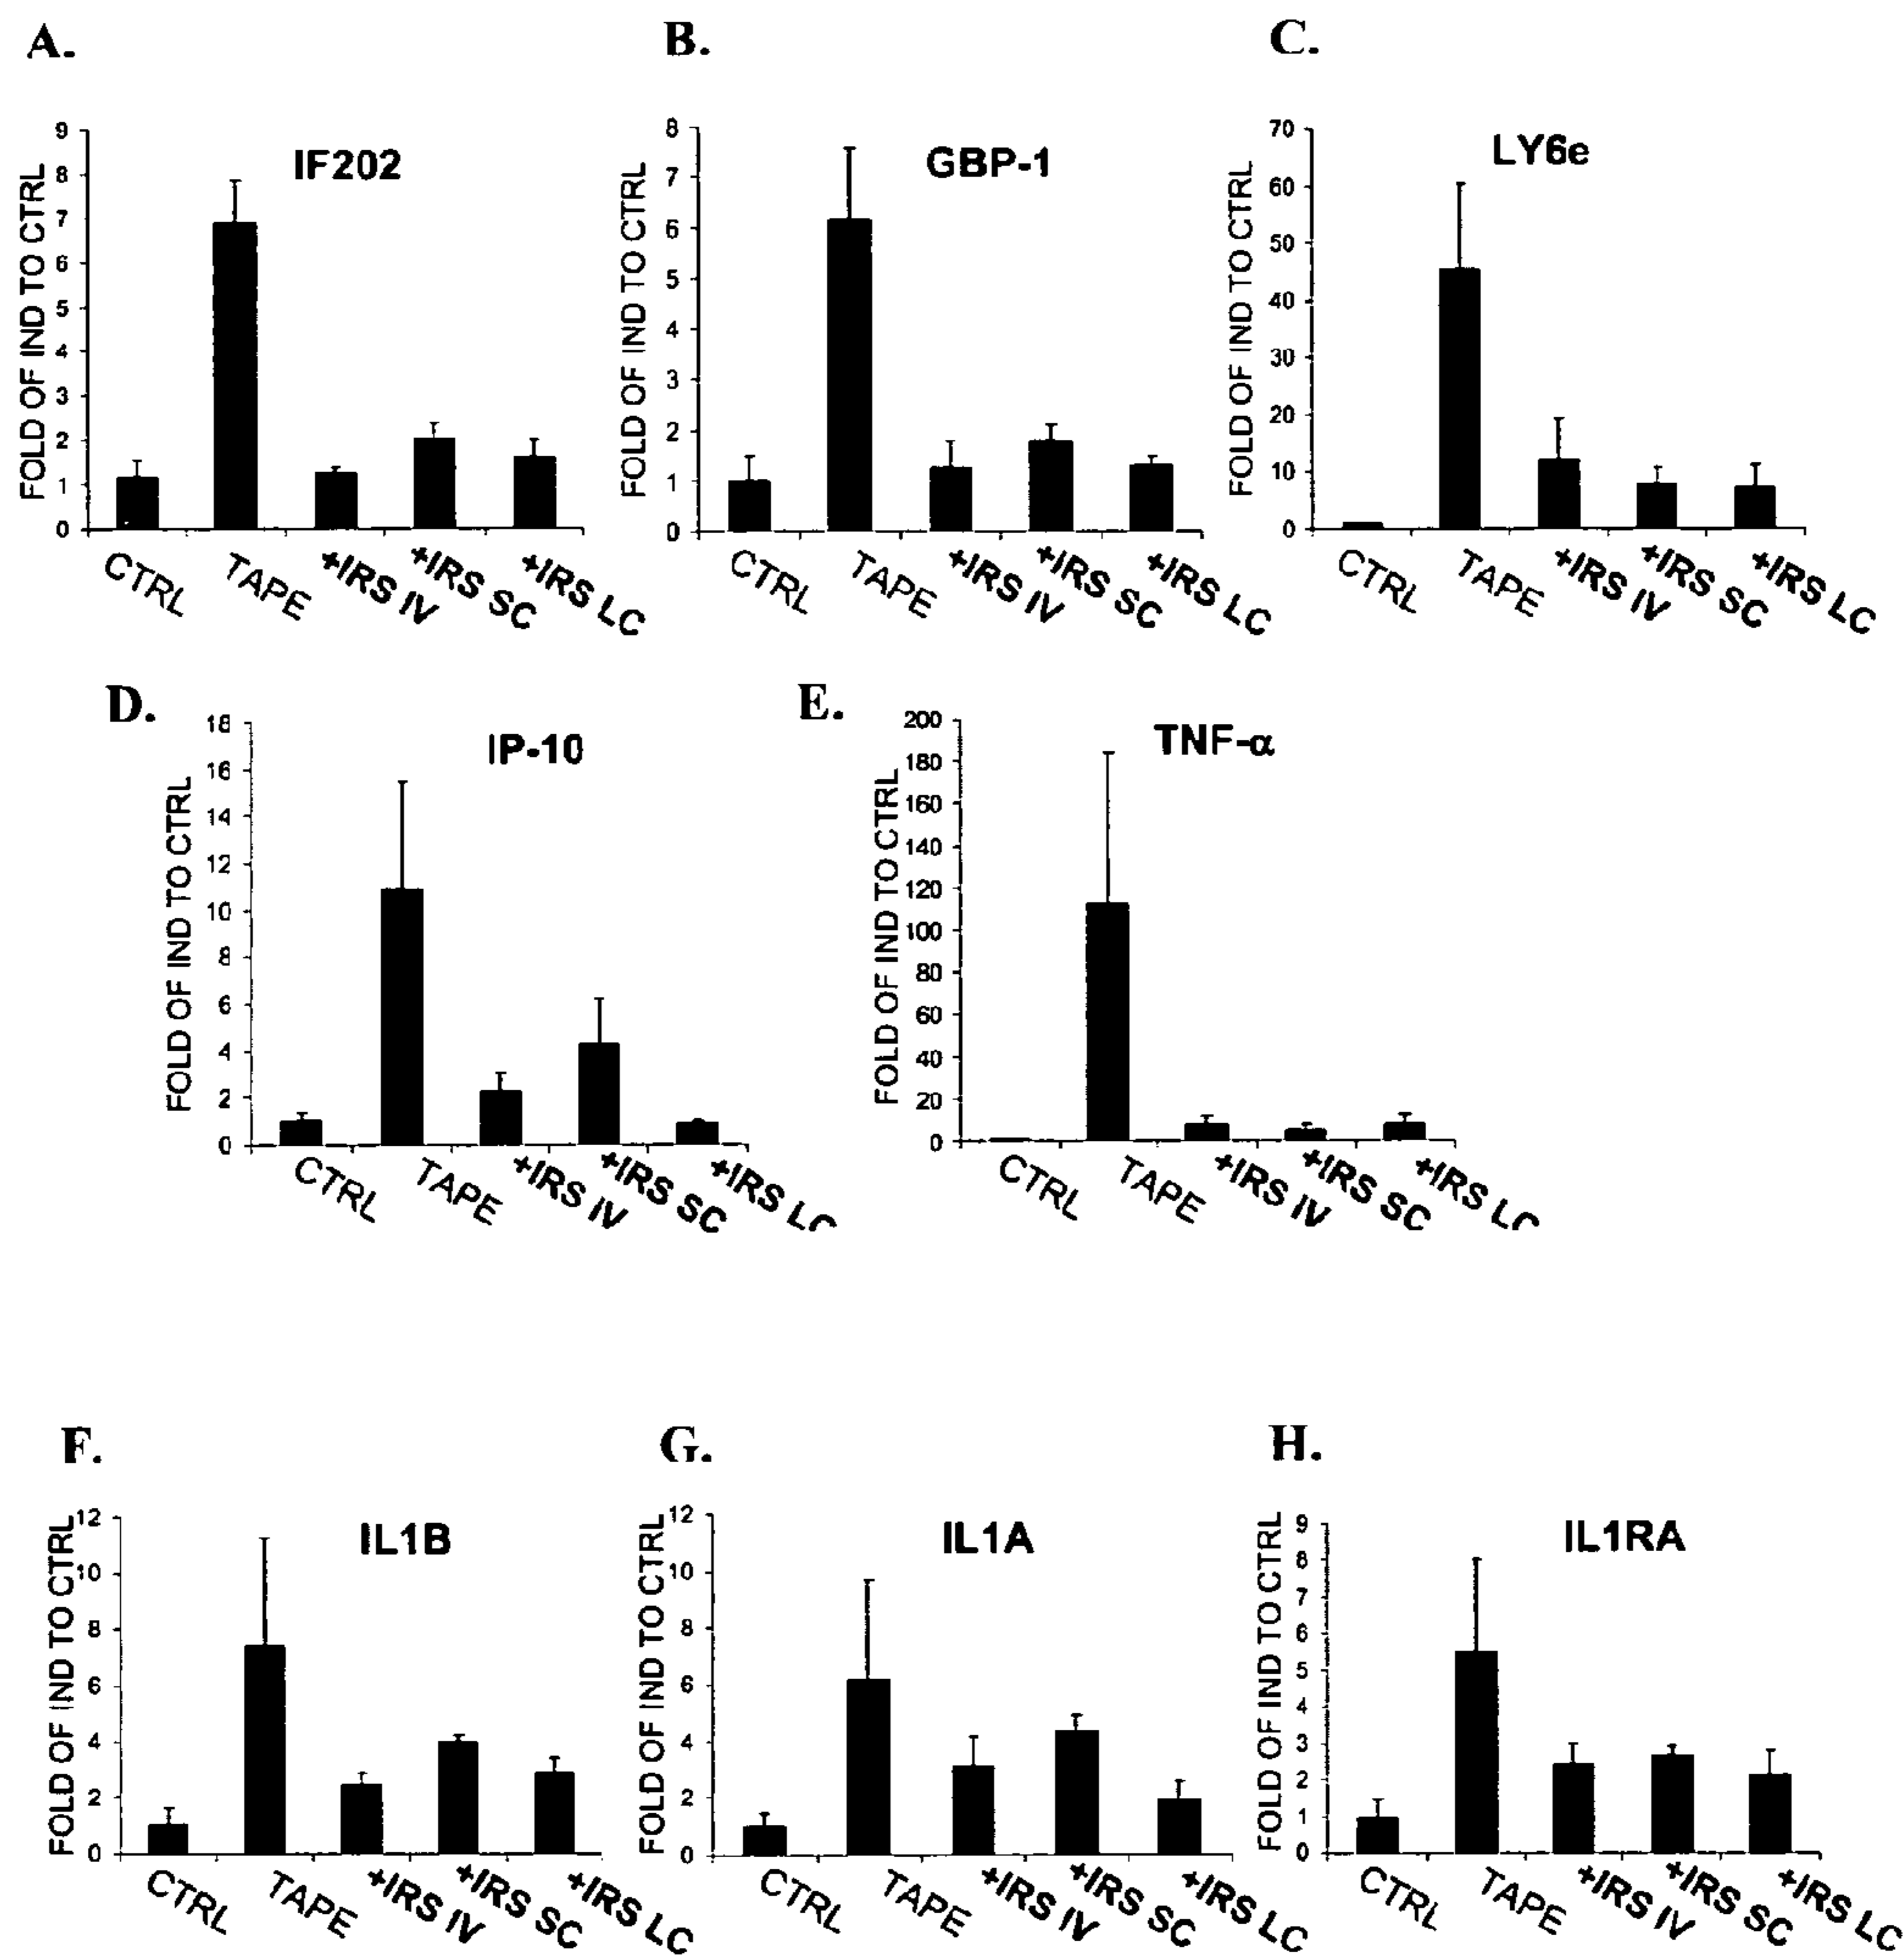 A.
IF202
FOLD OF IND TO CTRL
9
8
7
6
5
4
3
2
1
0
CTRL
TAPE
+IRS IV
+IRS SC
+IRS LC
B.
GBP-1
FOLD OF IND TO CTRL
8
7
6
5
4
3
2
1
0
CTRL
TAPE
+IRS IV
+IRS SC
+IRS LC
C.
LY6e
FOLD OF IND TO CTRL
70
60
50
40
30
20
10
0
CTRL
TAPE
+IRS IV
+IRS SC
+IRS LC
D.
IP-10
FOLD OF IND TO CTRL
18
16
14
12
10
8
6
4
2
0
CTRL
TAPE
+IRS IV
+IRS SC
+IRS LC
E.
TNF-α
FOLD OF IND TO CTRL
200
180
160
140
120
100
80
60
40
20
0
CTRL
TAPE
+IRS IV
+IRS SC
+IRS LC
F.
IL1B
FOLD OF IND TO CTRL
12
10
8
6
4
2
0
CTRL
TAPE
+IRS IV
+IRS SC
+IRS LC
G.
IL1A
FOLD OF IND TO CTRL
12
10
8
6
4
2
0
CTRL
TAPE
+IRS IV
+IRS SC
+IRS LC
H.
IL1RA
FOLD OF IND TO CTRL
9
8
7
6
5
4
3
2
1
0
CTRL
TAPE
+IRS IV
+IRS SC
+IRS LC